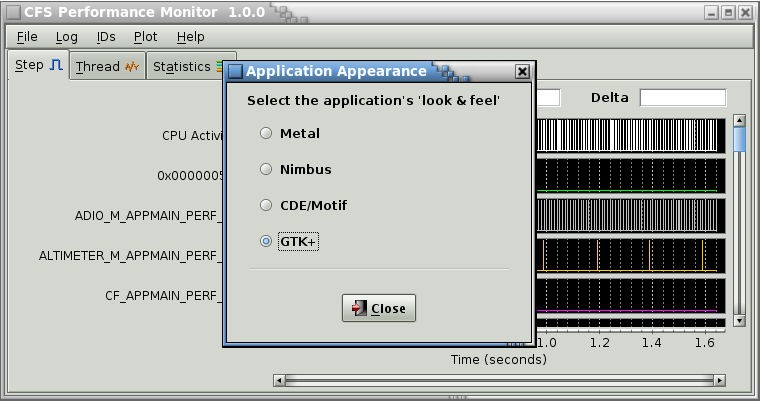 CFS Performance Monitor 1.0.0
File Log IDs Plot Help
Step Thread Statistics
Application Appearance
Select the application's 'look & feel'
Metal
Nimbus
CDE/Motif
GTK+
Close
Delta
CPU Activi
0x0000005
ADIO_M_APPMAIN_PERF_
ALTIMETER_M_APPMAIN_PERF_
CF_APPMAIN_PERF_
1.0 1.2 1.4 1.6
Time (seconds)